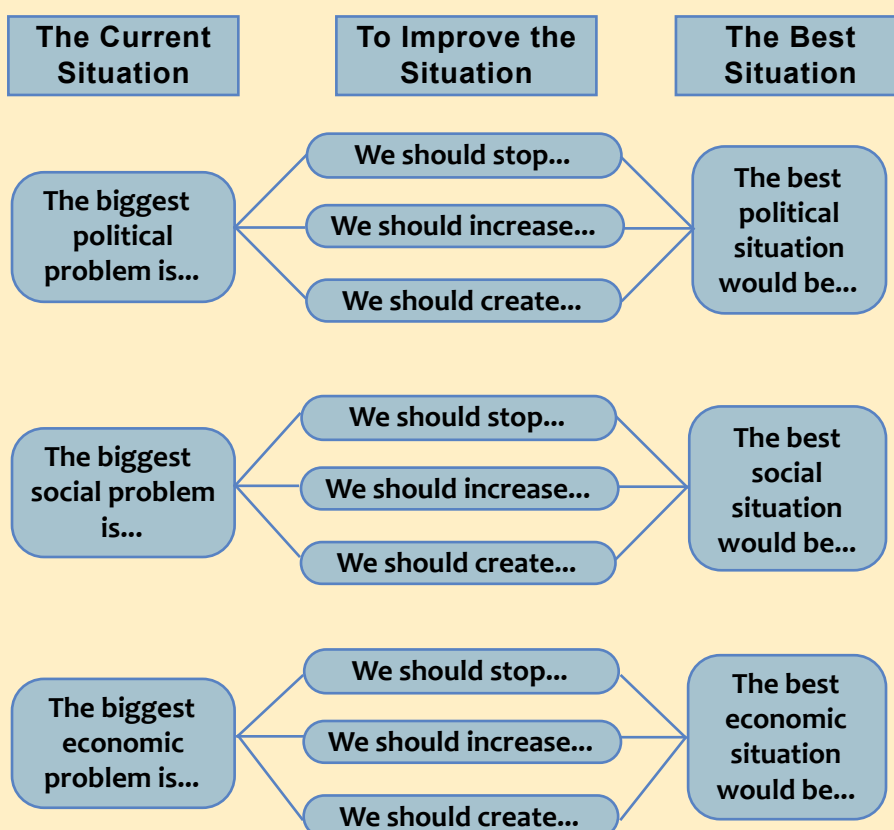 The Current
Situation
To Improve the
Situation
The Best
Situation
The biggest
political
problem is...
We should stop...
We should increase...
We should create...
The best
political
situation
would be...
The biggest
social problem
is...
We should stop...
We should increase...
We should create...
The best
social
situation
would be...
The biggest
economic
problem is...
We should stop...
We should increase...
We should create...
The best
economic
situation
would be...